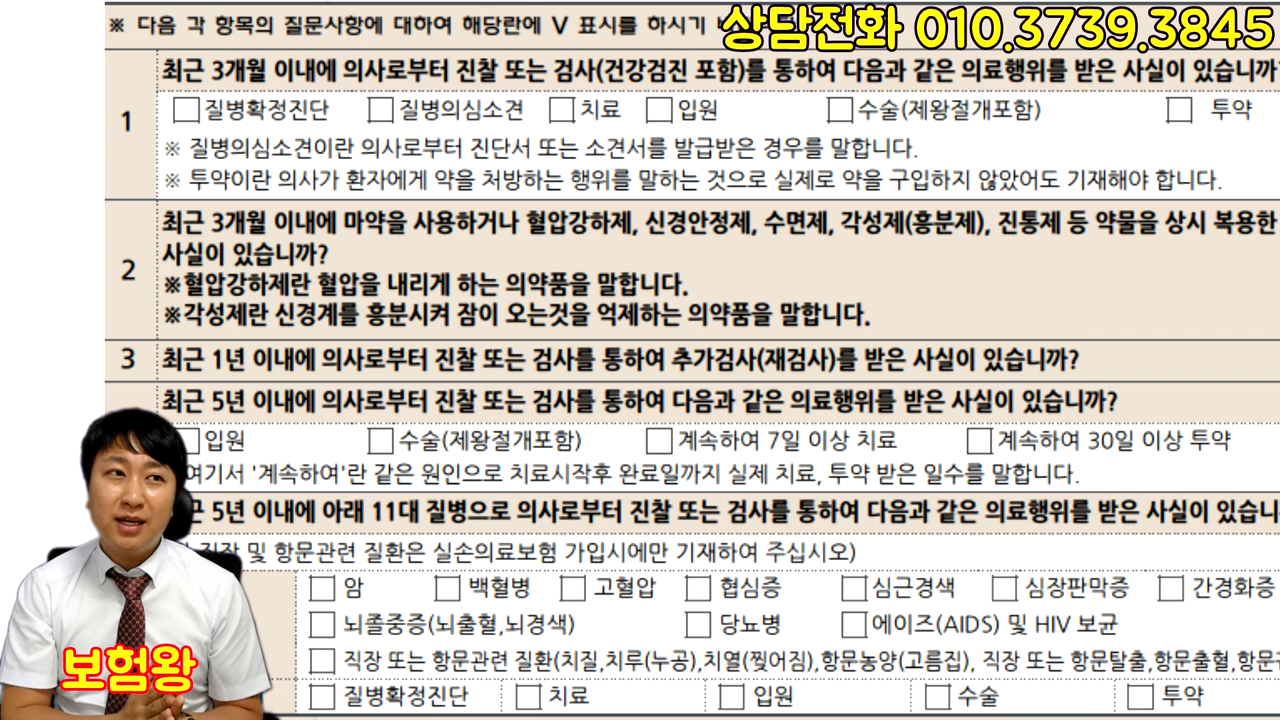 ※ 다음 각 항목의 질문사항에 대하여 해당란에 V 표시를 하시기
상담전화 010.3739.3845
최근 3개월 이내에 의사로부터 진찰 또는 검사(건강검진 포함)를 통하여 다음과 같은 의료행위를 받은 사실이 있습니까?
1
질병확정진단 질병의심소견 치료 입원 수술(제왕절개포함) 투약
※ 질병의심소견이란 의사로부터 진단서 또는 소견서를 발급받은 경우를 말합니다.
※ 투약이란 의사가 환자에게 약을 처방하는 행위를 말하는 것으로 실제로 약을 구입하지 않았어도 기재해야 합니다.
2
최근 3개월 이내에 마약을 사용하거나 혈압강하제, 신경안정제, 수면제, 각성제(흥분제), 진통제 등 약물을 상시 복용한
사실이 있습니까?
※혈압강하제란 혈압을 내리게 하는 의약품을 말합니다.
※각성제란 신경계를 흥분시켜 잠이 오는것을 억제하는 의약품을 말합니다.
3 최근 1년 이내에 의사로부터 진찰 또는 검사를 통하여 추가검사(재검사)를 받은 사실이 있습니까?
최근 5년 이내에 의사로부터 진찰 또는 검사를 통하여 다음과 같은 의료행위를 받은 사실이 있습니까?
입원 수술(제왕절개포함) 계속하여 7일 이상 치료 계속하여 30일 이상 투약
여기서 '계속하여'란 같은 원인으로 치료시작후 완료일까지 실제 치료, 투약 받은 일수를 말합니다.
근 5년 이내에 아래 11대 질병으로 의사로부터 진찰 또는 검사를 통하여 다음과 같은 의료행위를 받은 사실이 있습니
직장 및 항문관련 질환은 실손의료보험 가입시에만 기재하여 주십시오)
암 백혈병 고혈압 협심증 심근경색 심장판막증 간경화증
뇌졸중증(뇌출혈,뇌경색) 당뇨병 에이즈(AIDS) 및 HIV 보균
직장 또는 항문관련 질환(치질,치루(누공),치열(찢어짐),항문농양(고름집), 직장 또는 항문탈출,항문출혈,항문
질병확정진단 치료 입원 수술 투약
보험왕